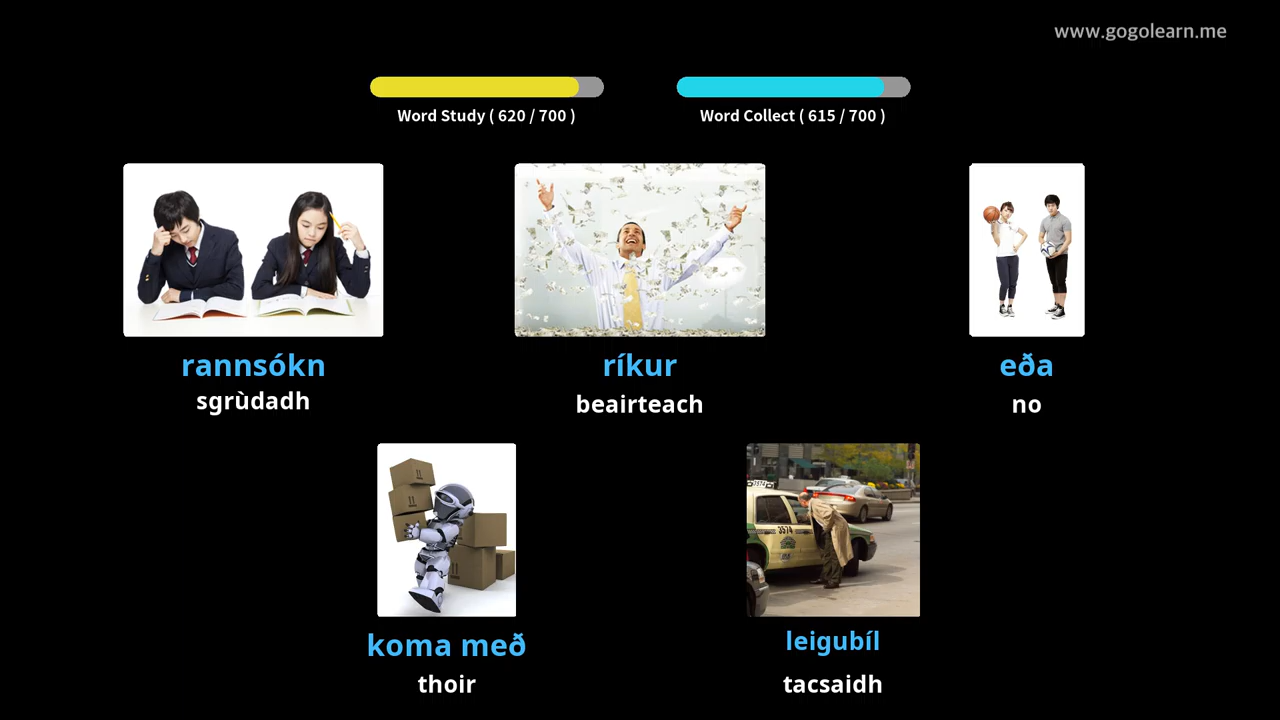 www.gogolearn.me
Word Study ( 620 / 700 )
Word Collect ( 615 / 700 )
rannsókn
sgrùdadh
ríkur
beairteach
eða
no
koma með
thoir
3574
leigubíl
tacsaidh